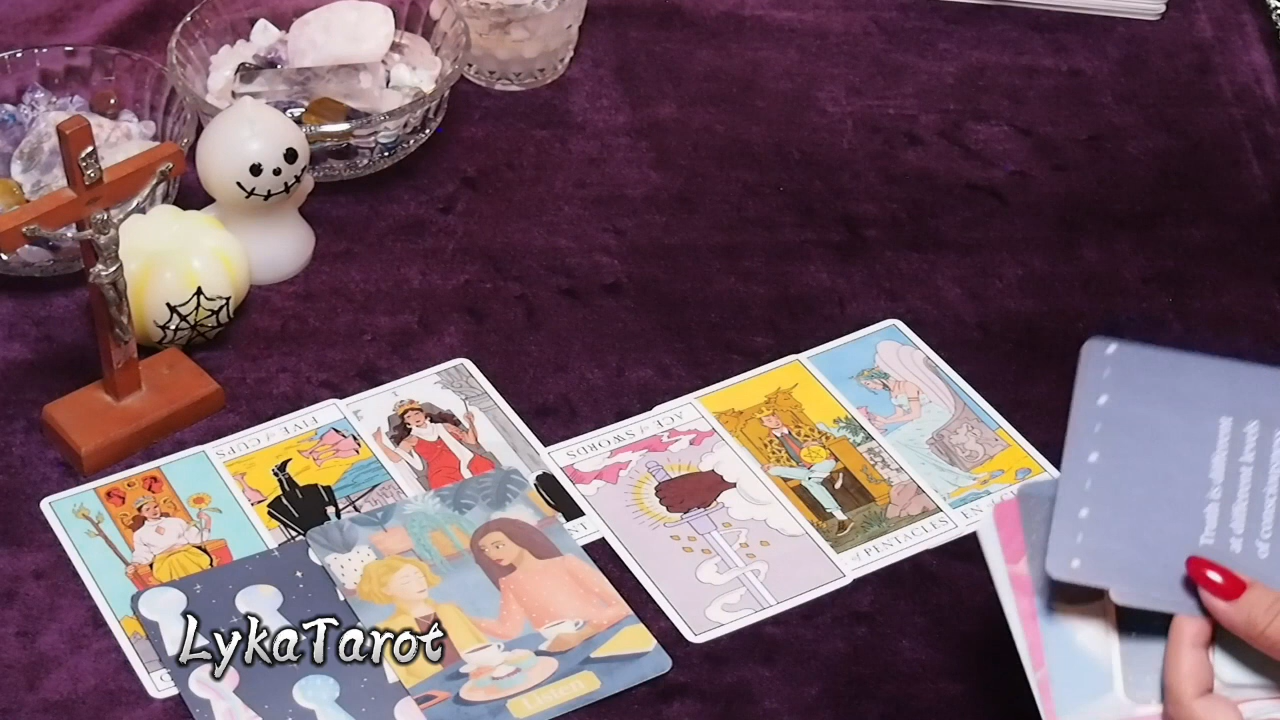 FIVE of CUPS
ACE of SWORDS
of PENTACLES
Truth is different
at different levels
of consciousness
Listen
LykaTarot